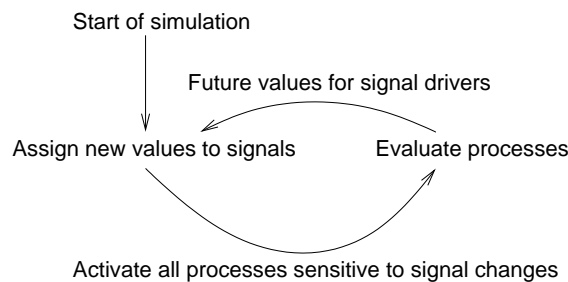 Start of simulation
Future values for signal drivers
Assign new values to signals
Evaluate processes
Activate all processes sensitive to signal changes